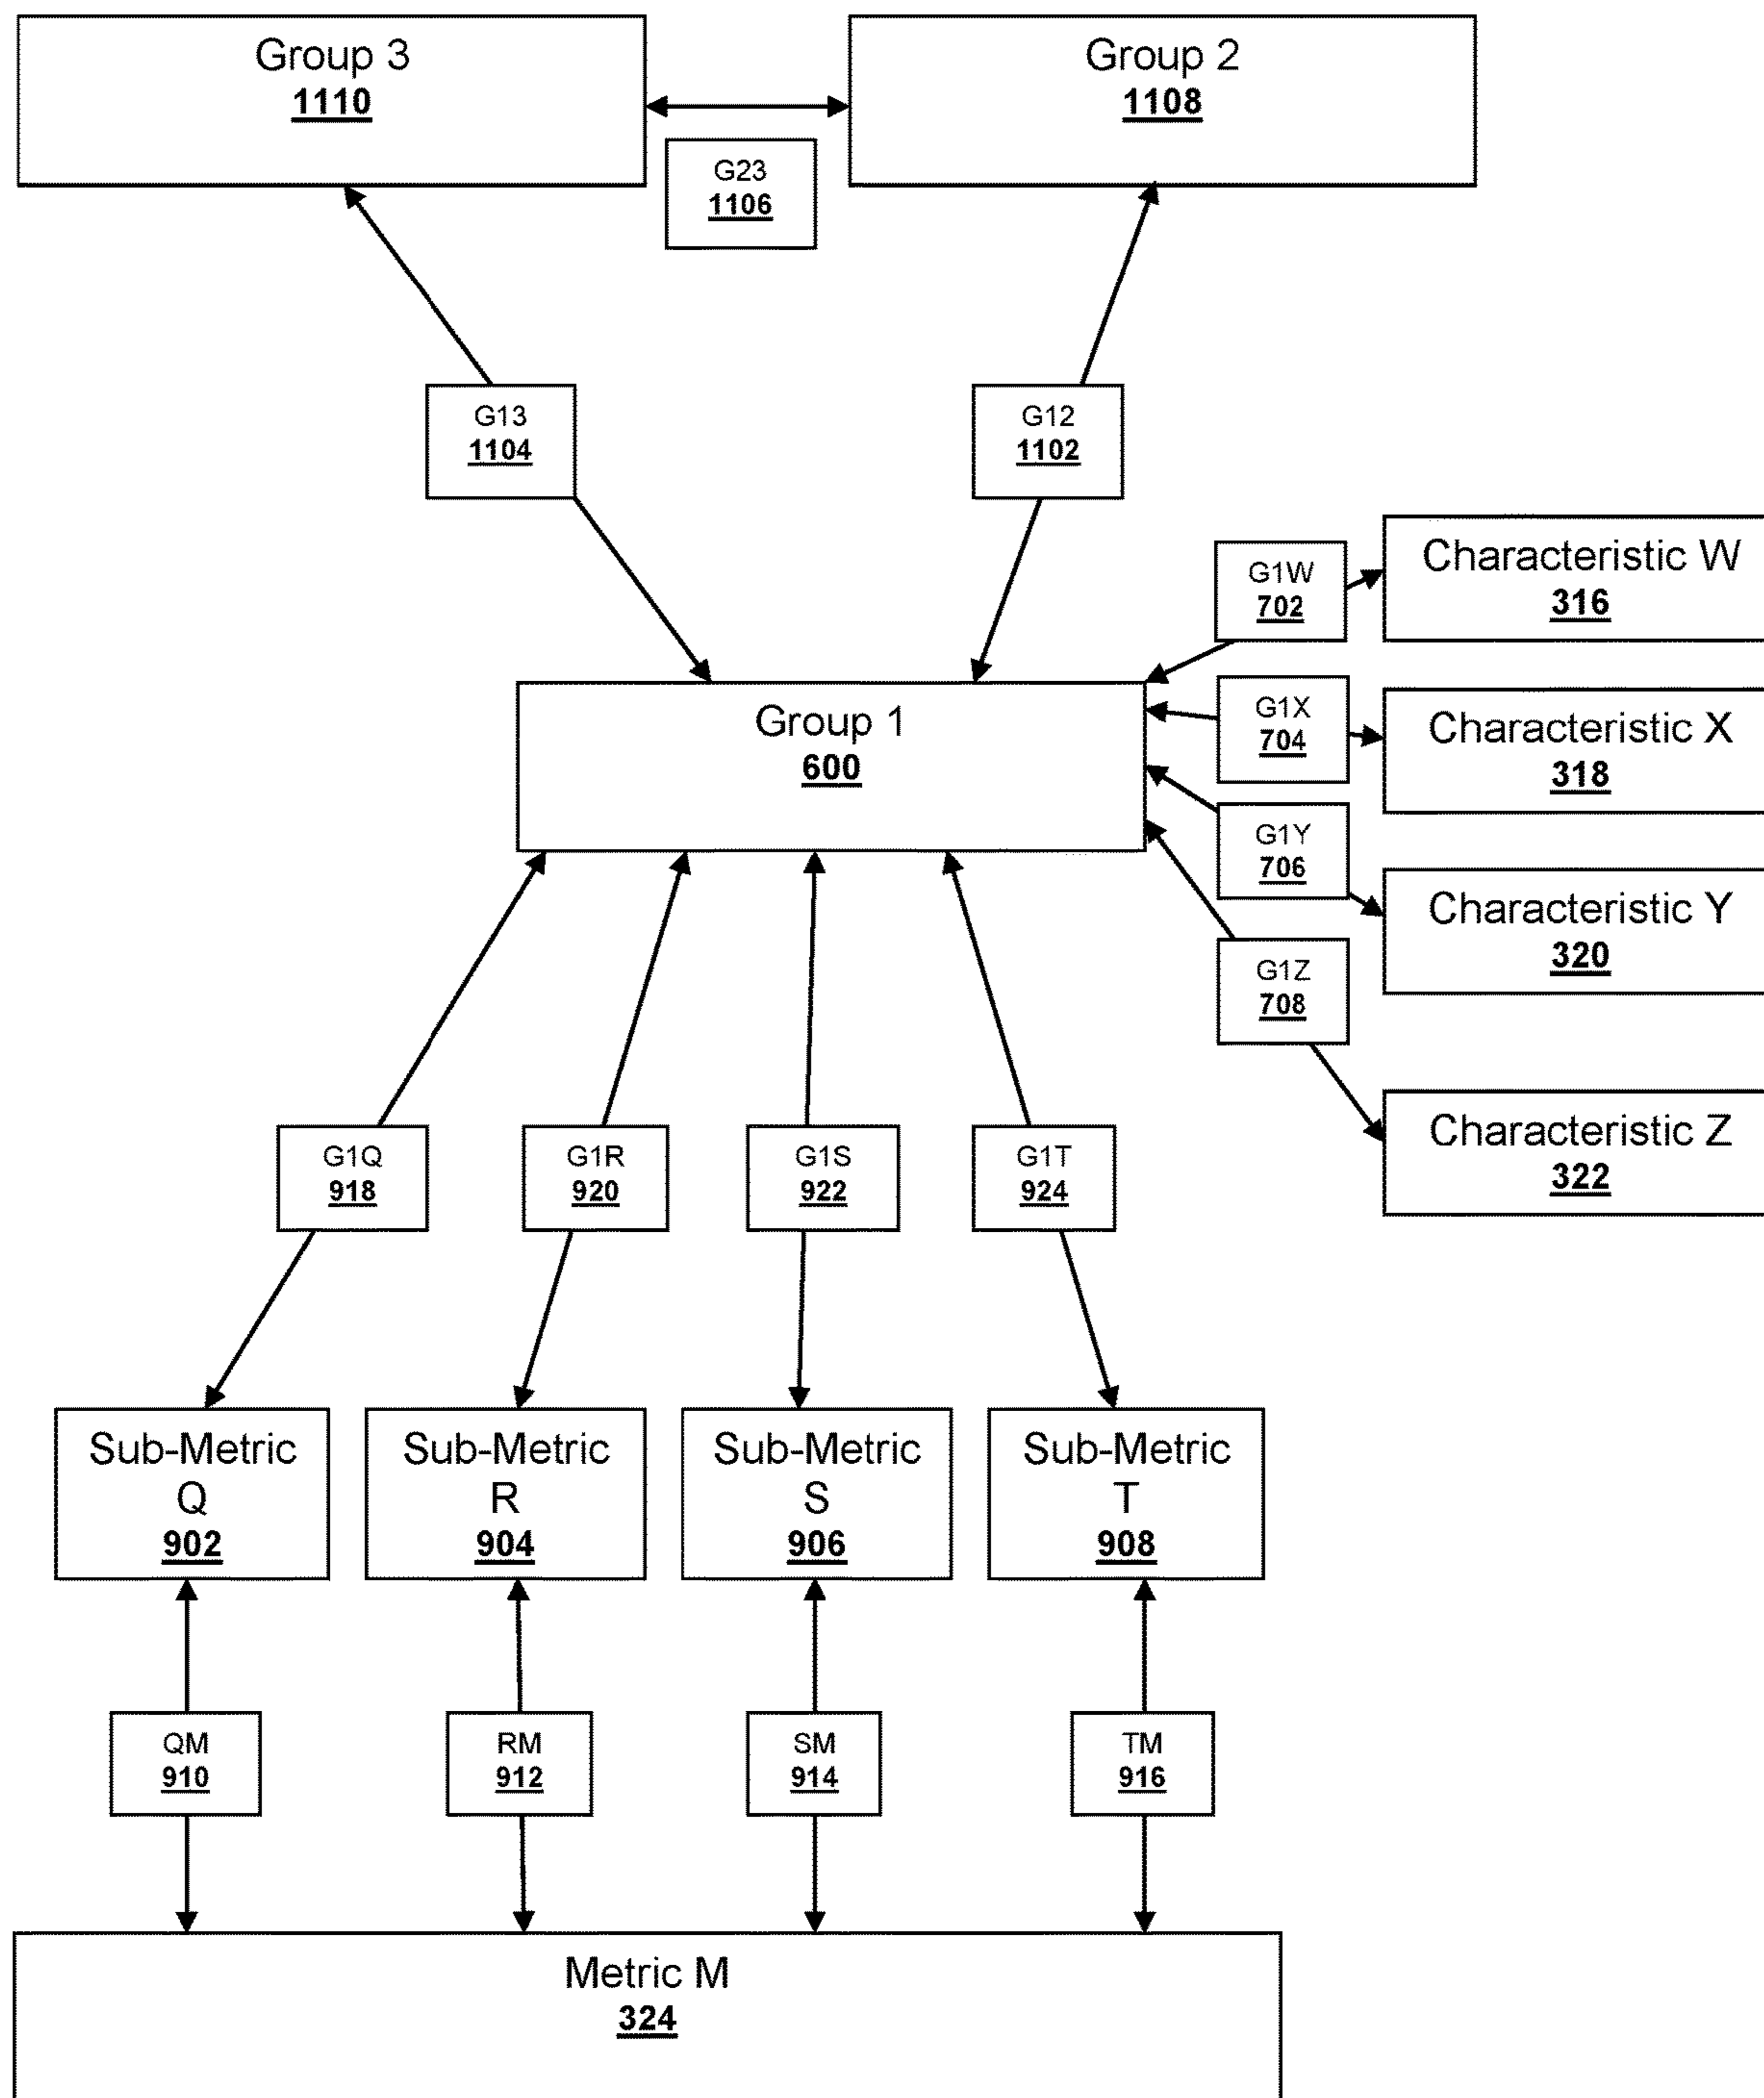 Group 3
1110
Group 2
1108
G23
1106
G13
1104
G12
1102
G1W
702
Characteristic W
316
Group 1
600
G1X
704
Characteristic X
318
G1Y
706
Characteristic Y
320
G1Z
708
Characteristic Z
322
G1Q
918
G1R
920
G1S
922
G1T
924
Sub-Metric
Q
902
Sub-Metric
R
904
Sub-Metric
S
906
Sub-Metric
T
908
QM
910
RM
912
SM
914
TM
916
Metric M
324